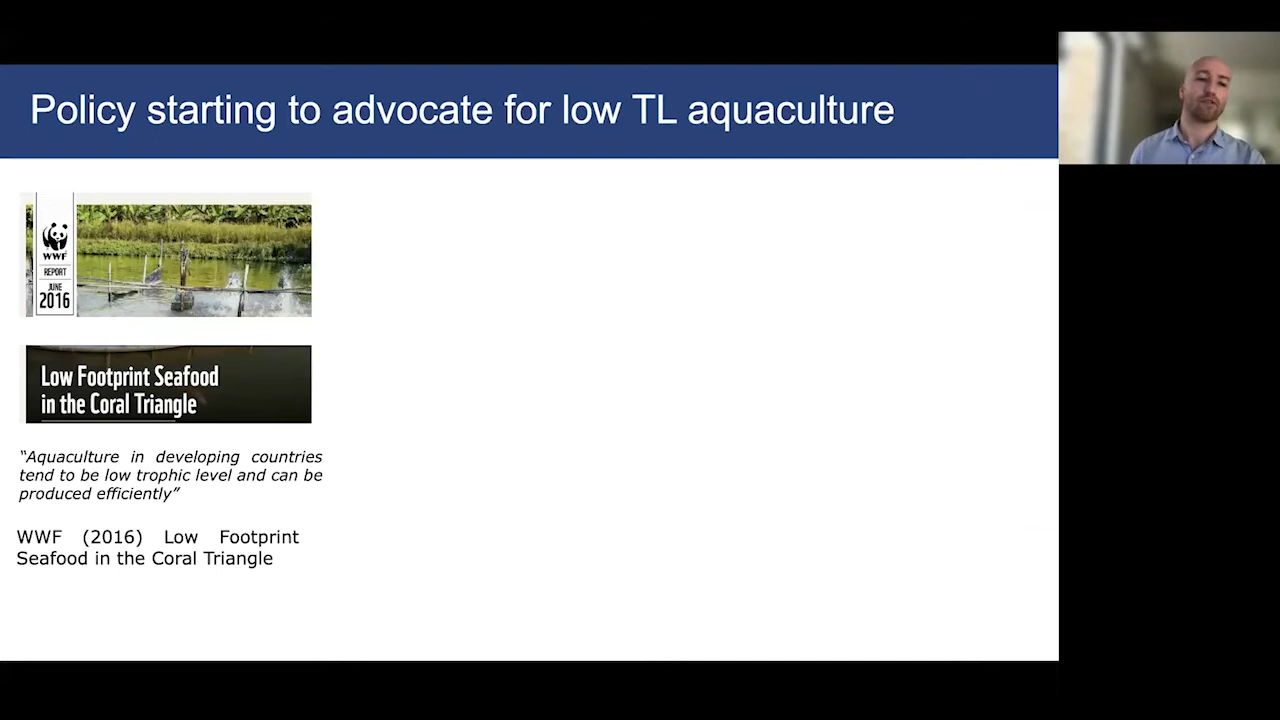 Policy starting to advocate for low TL aquaculture
WWF
REPORT
JUNE
2016
Low Footprint Seafood
in the Coral Triangle
“Aquaculture in developing countries
tend to be low trophic level and can be
produced efficiently”
WWF (2016) Low Footprint
Seafood in the Coral Triangle